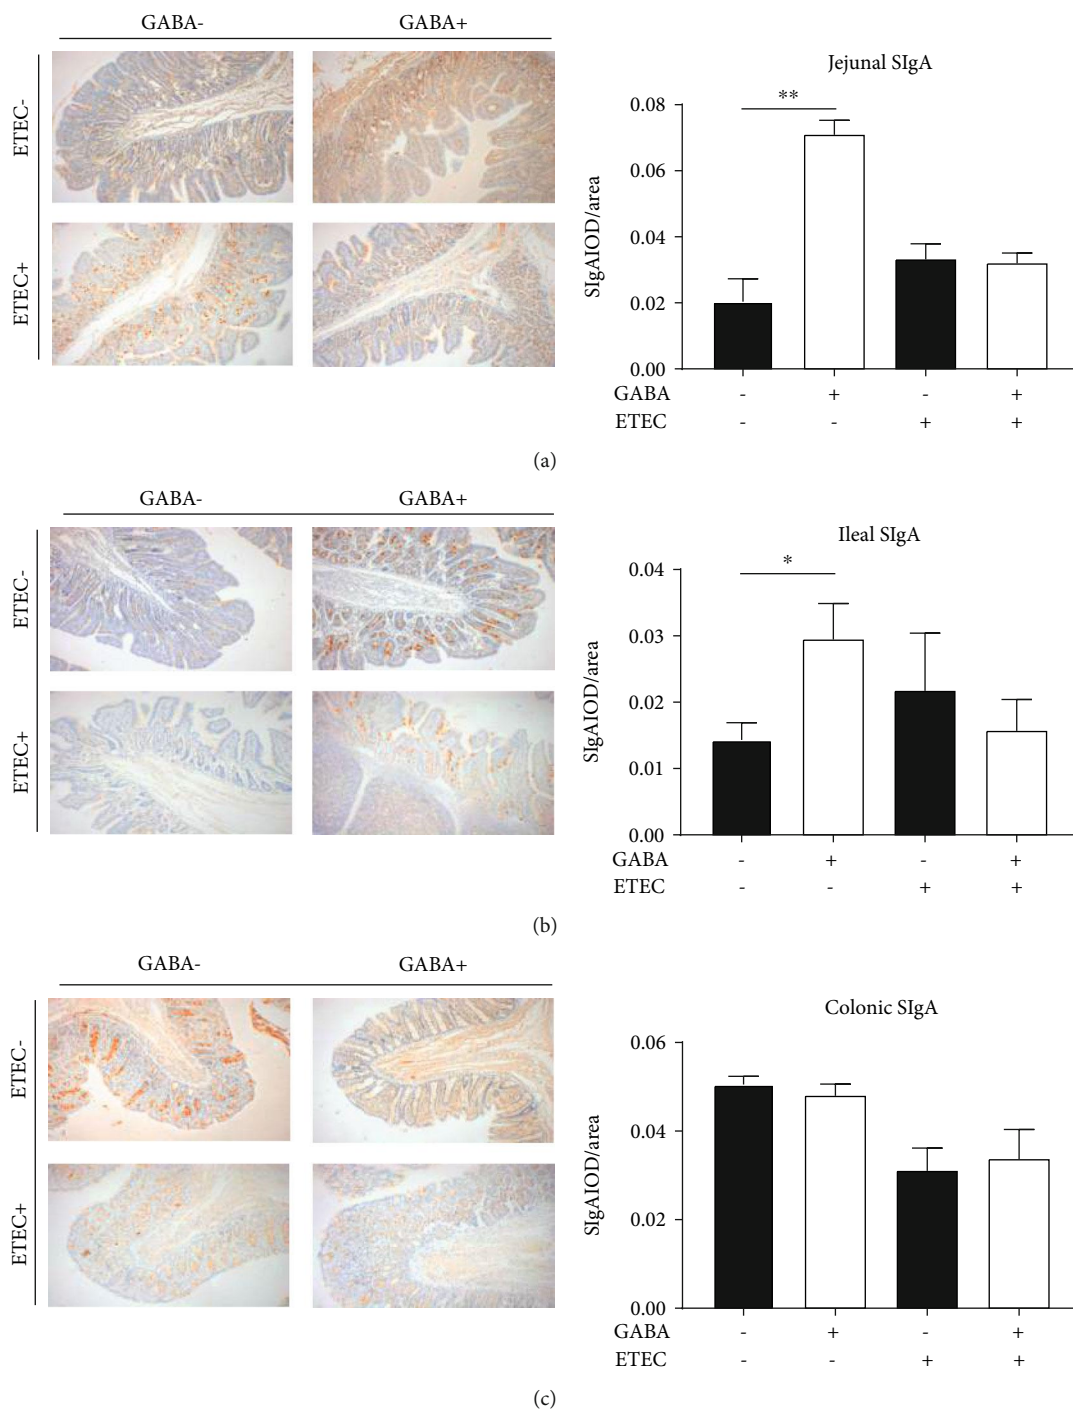 GABA- GABA+
ETEC-
ETEC+
Jejunal SIgA
**
SIgAIOD/area
0.08
0.06
0.04
0.02
0.00
GABA - + - +
ETEC - - + +
(a)
GABA- GABA+
ETEC-
ETEC+
Ileal SIgA
*
SIgAIOD/area
0.04
0.03
0.02
0.01
0.00
GABA - + - +
ETEC - - + +
(b)
GABA- GABA+
ETEC-
ETEC+
Colonic SIgA
SIgAIOD/area
0.06
0.04
0.02
0.00
GABA - + - +
ETEC - - + +
(c)